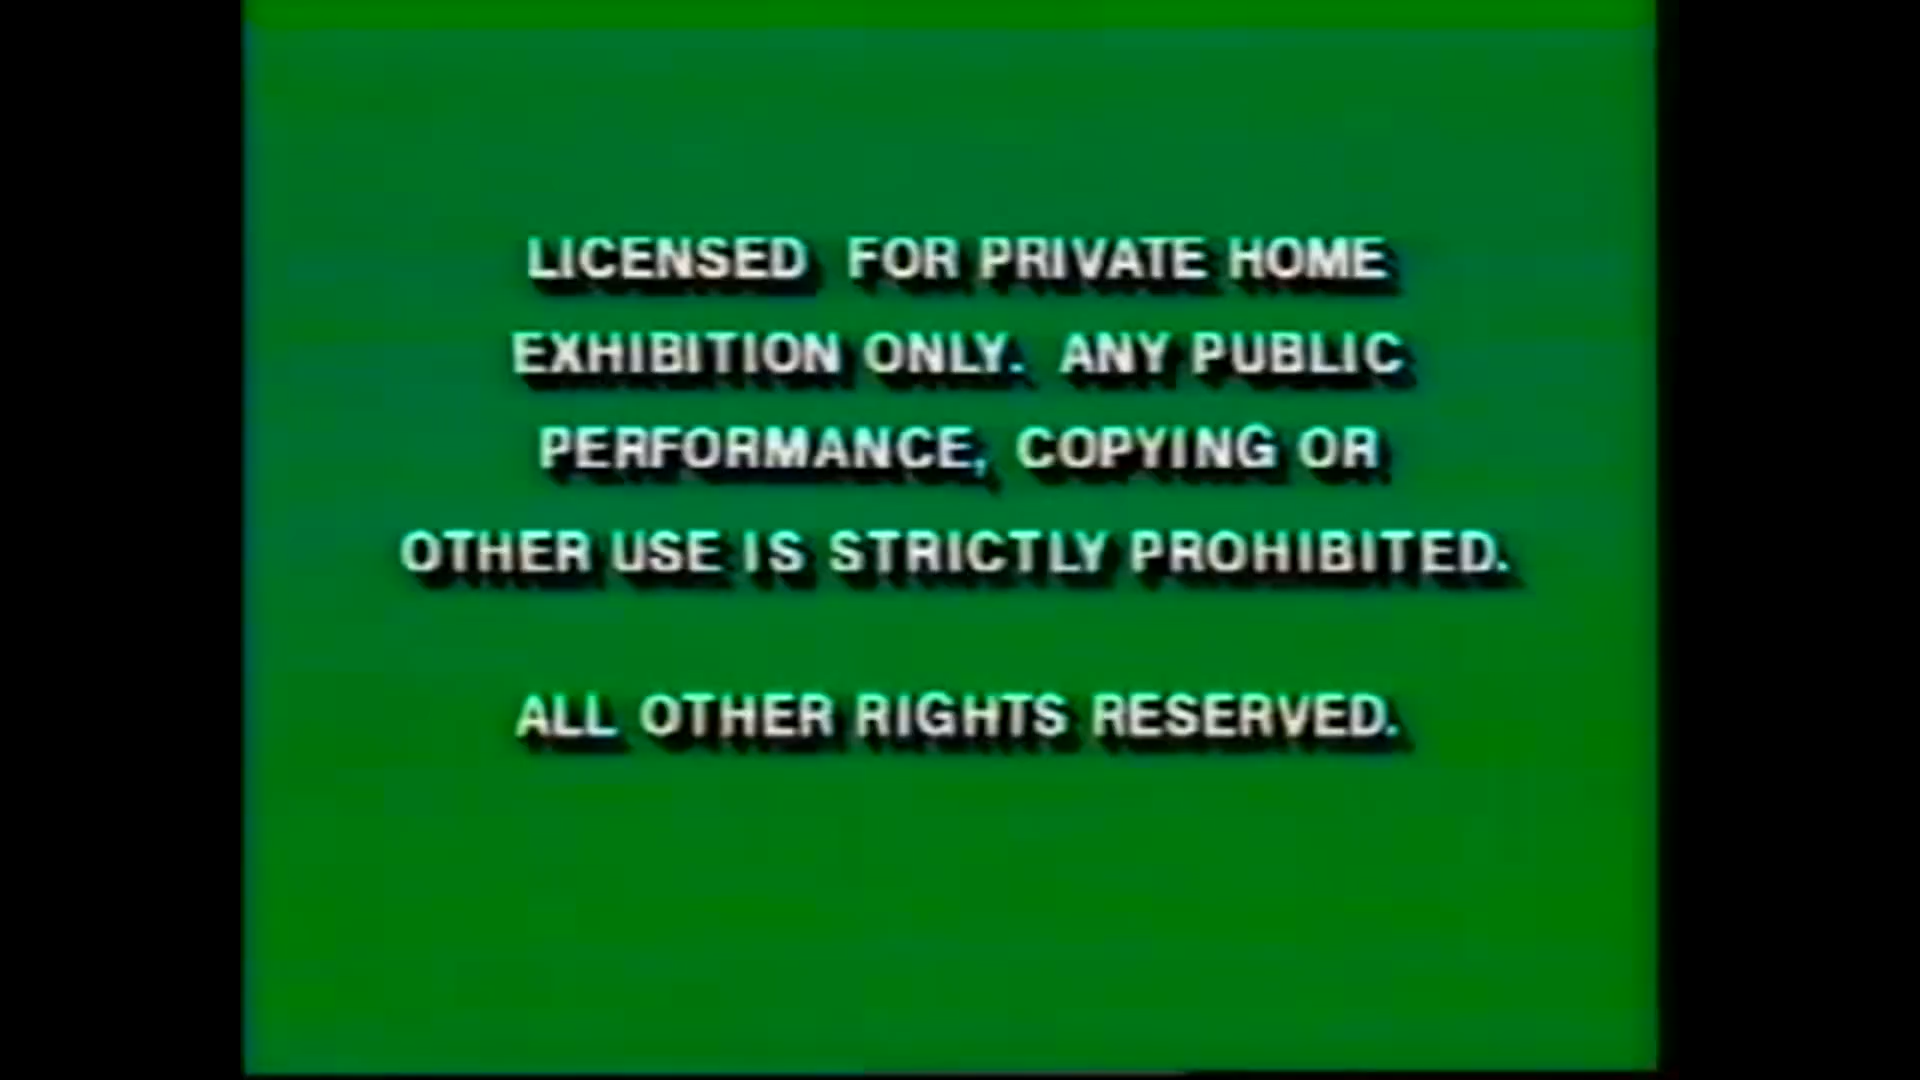 LICENSED FOR PRIVATE HOME
EXHIBITION ONLY. ANY PUBLIC
PERFORMANCE, COPYING OR
OTHER USE IS STRICTLY PROHIBITED.
ALL OTHER RIGHTS RESERVED.